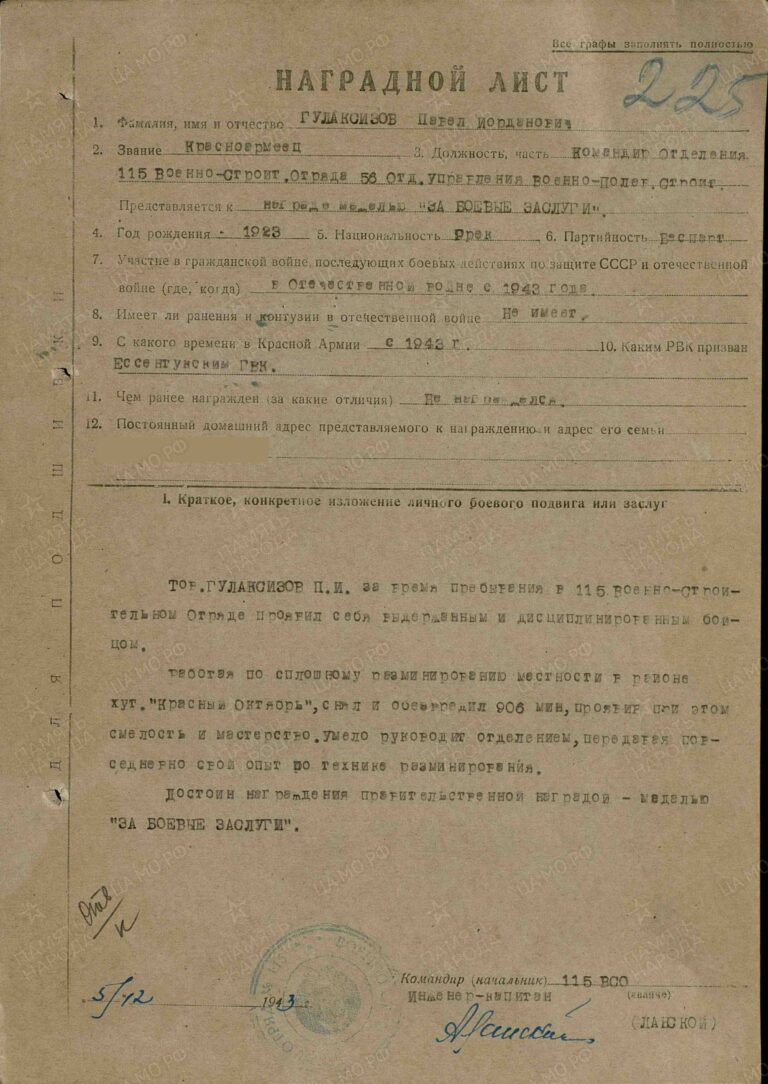 Все графы заполнять полностью
225
НАГРАДНОЙ ЛИСТ
1. Фамилия, имя и отчество ГУЛАКСИЗОВ Павел Иорданович
2. Звание Красноармеец 3. Должность, часть Командир Отделения
115 Военно-Строит.Отряда 56 Отд.Управления Военно-Полев.Строит.
Представляется к награде медалью "ЗА БОЕВЫЕ ЗАСЛУГИ".
4. Год рождения - 1923 5. Национальность Грек 6. Партийность Беспарт
7. Участие в гражданской войне, последующих боевых действиях по защите СССР и отечественной
войне (где, когда) в Отечественной войне с 1943 года.
8. Имеет ли ранения и контузии в отечественной войне Не имеет.
9. С какого времени в Красной Армии с 1943 г. 10. Каким РВК призван
Ессентукским ГВК.
11. Чем ранее награжден (за какие отличия) Не награждался.
12. Постоянный домашний адрес представляемого к награждению и адрес его семьи
I. Краткое, конкретное изложение личного боевого подвига или заслуг
Тов.ГУЛАКСИЗОВ П.И. за время пребывания в 115 Военно-Строи-
тельном Отряде проявил себя выдержанным и дисциплинированным бой-
цом.
Работая по сплошному разминированию местности в районе
хут."Красный Октябрь", снял и обезвредил 906 мин, проявив при этом
смелость и мастерство.Умело руководит отделением, передавая пов-
седневно свой опыт по технике разминирования.
Достоин награждения правительственной наградой - медалью
"ЗА БОЕВЫЕ ЗАСЛУГИ".
ДЛЯ ПОДШИВКИ
5/12 1943 г.
Командир (начальник) 115 ВСО
Инженер-капитан (звание)
(ЛАНСКОЙ)